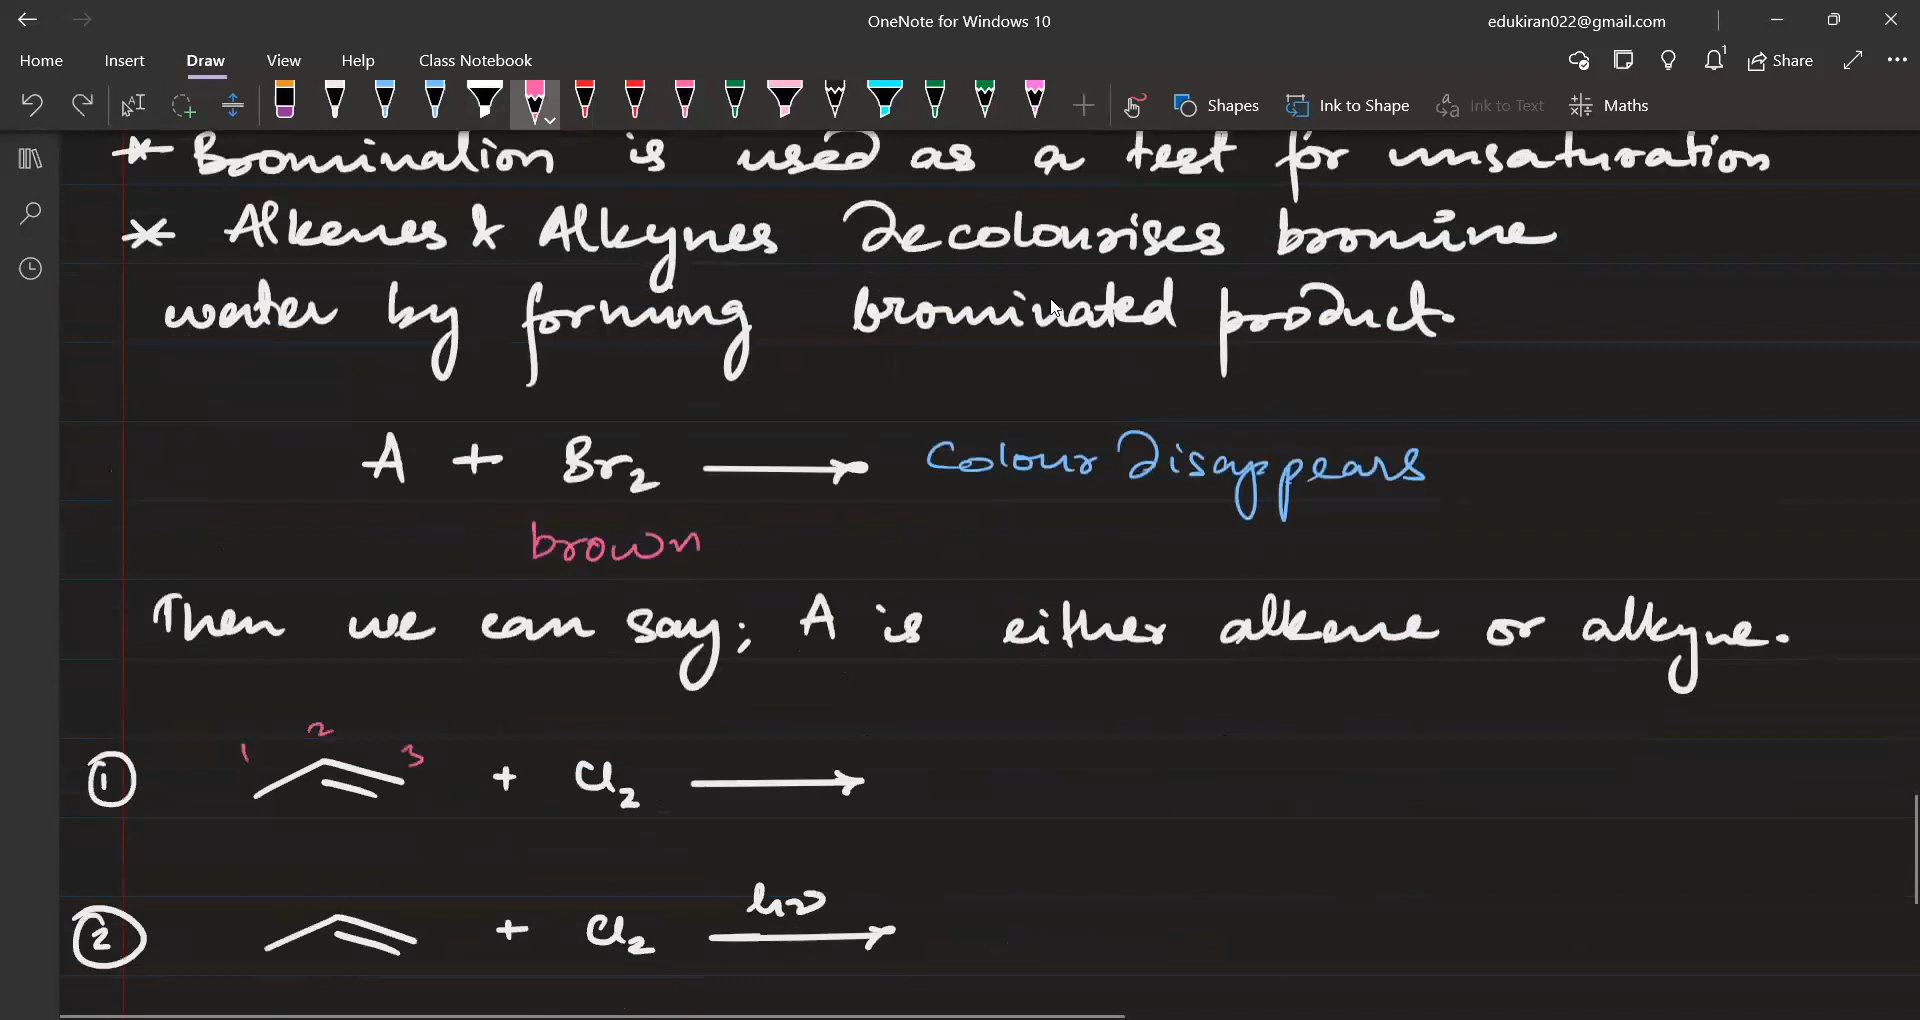 OneNote for Windows 10
edukiran022@gmail.com
Home Insert Draw View Help Class Notebook
1 Share
Shapes Ink to Shape Ink to Text Maths
* Bromination is used as a test for unsaturation
* Alkenes & Alkynes Decolourises bromine
water by forming brominated product.
A + Br₂ ⟶ Colour Disappears
brown
Then we can say; A is either alkene or alkyne.
1 2 3
① + Cl₂ ⟶
hν
② + Cl₂ ⟶